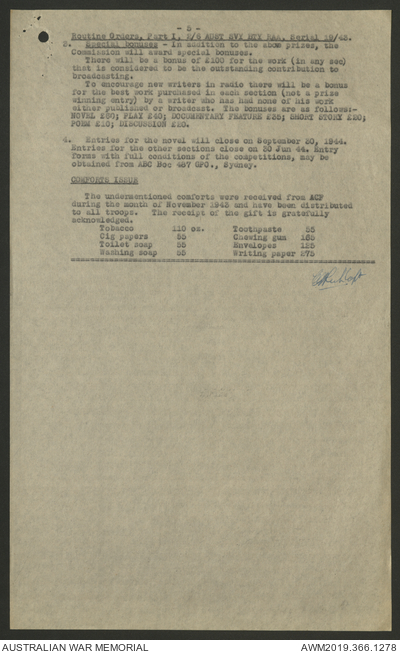 - 5 -
Routine Orders, Part I, 2/6 AUST SVY BTY RAA. Serial 19/43.
3. Special Bonuses - In addition to the above prizes, the
Commission will award special bonuses.
There will be a bonus of £100 for the work (in any sec)
that is considered to be the outstanding contribution to
broadcasting.
To encourage new writers in radio there will be a bonus
for the best work purchased in each section (not a prize
winning entry) by a writer who has had none of his work
either published or broadcast. The bonuses are as follows:-
PLAY £40; DOCUMENTARY FEATURE £35; SHORT STORY £20;
POEM £10; DISCUSSION £20.
4. Entries for the novel will close on September 30, 1944.
Entries for the other sections close on 30 Jun 44. Entry
forms with full conditions of the competitions, may be
obtained from ABC Box 487 GPO., Sydney.
COMFORTS ISSUE
The undermentioned comforts were received from ACF
during the month of November 1943 and have been distributed
to all troops. The receipt of the gift is gratefully
acknowledged.
Tobacco 110 oz. Toothpaste 55
Cig papers 55 Chewing gum 165
Toilet soap 55 Envelopes 125
Washing soap 55 Writing paper 275
AUSTRALIAN WAR MEMORIAL
AWM2019.366.1278